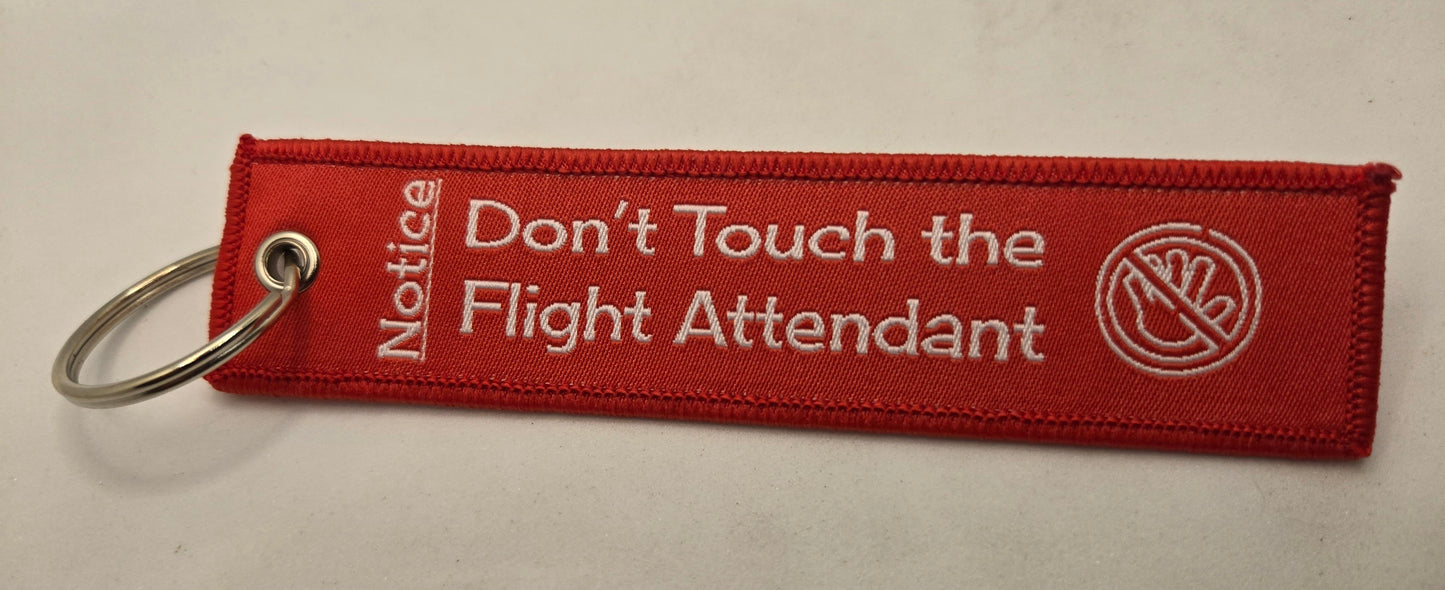 Notice
Don't Touch the
Flight Attendant